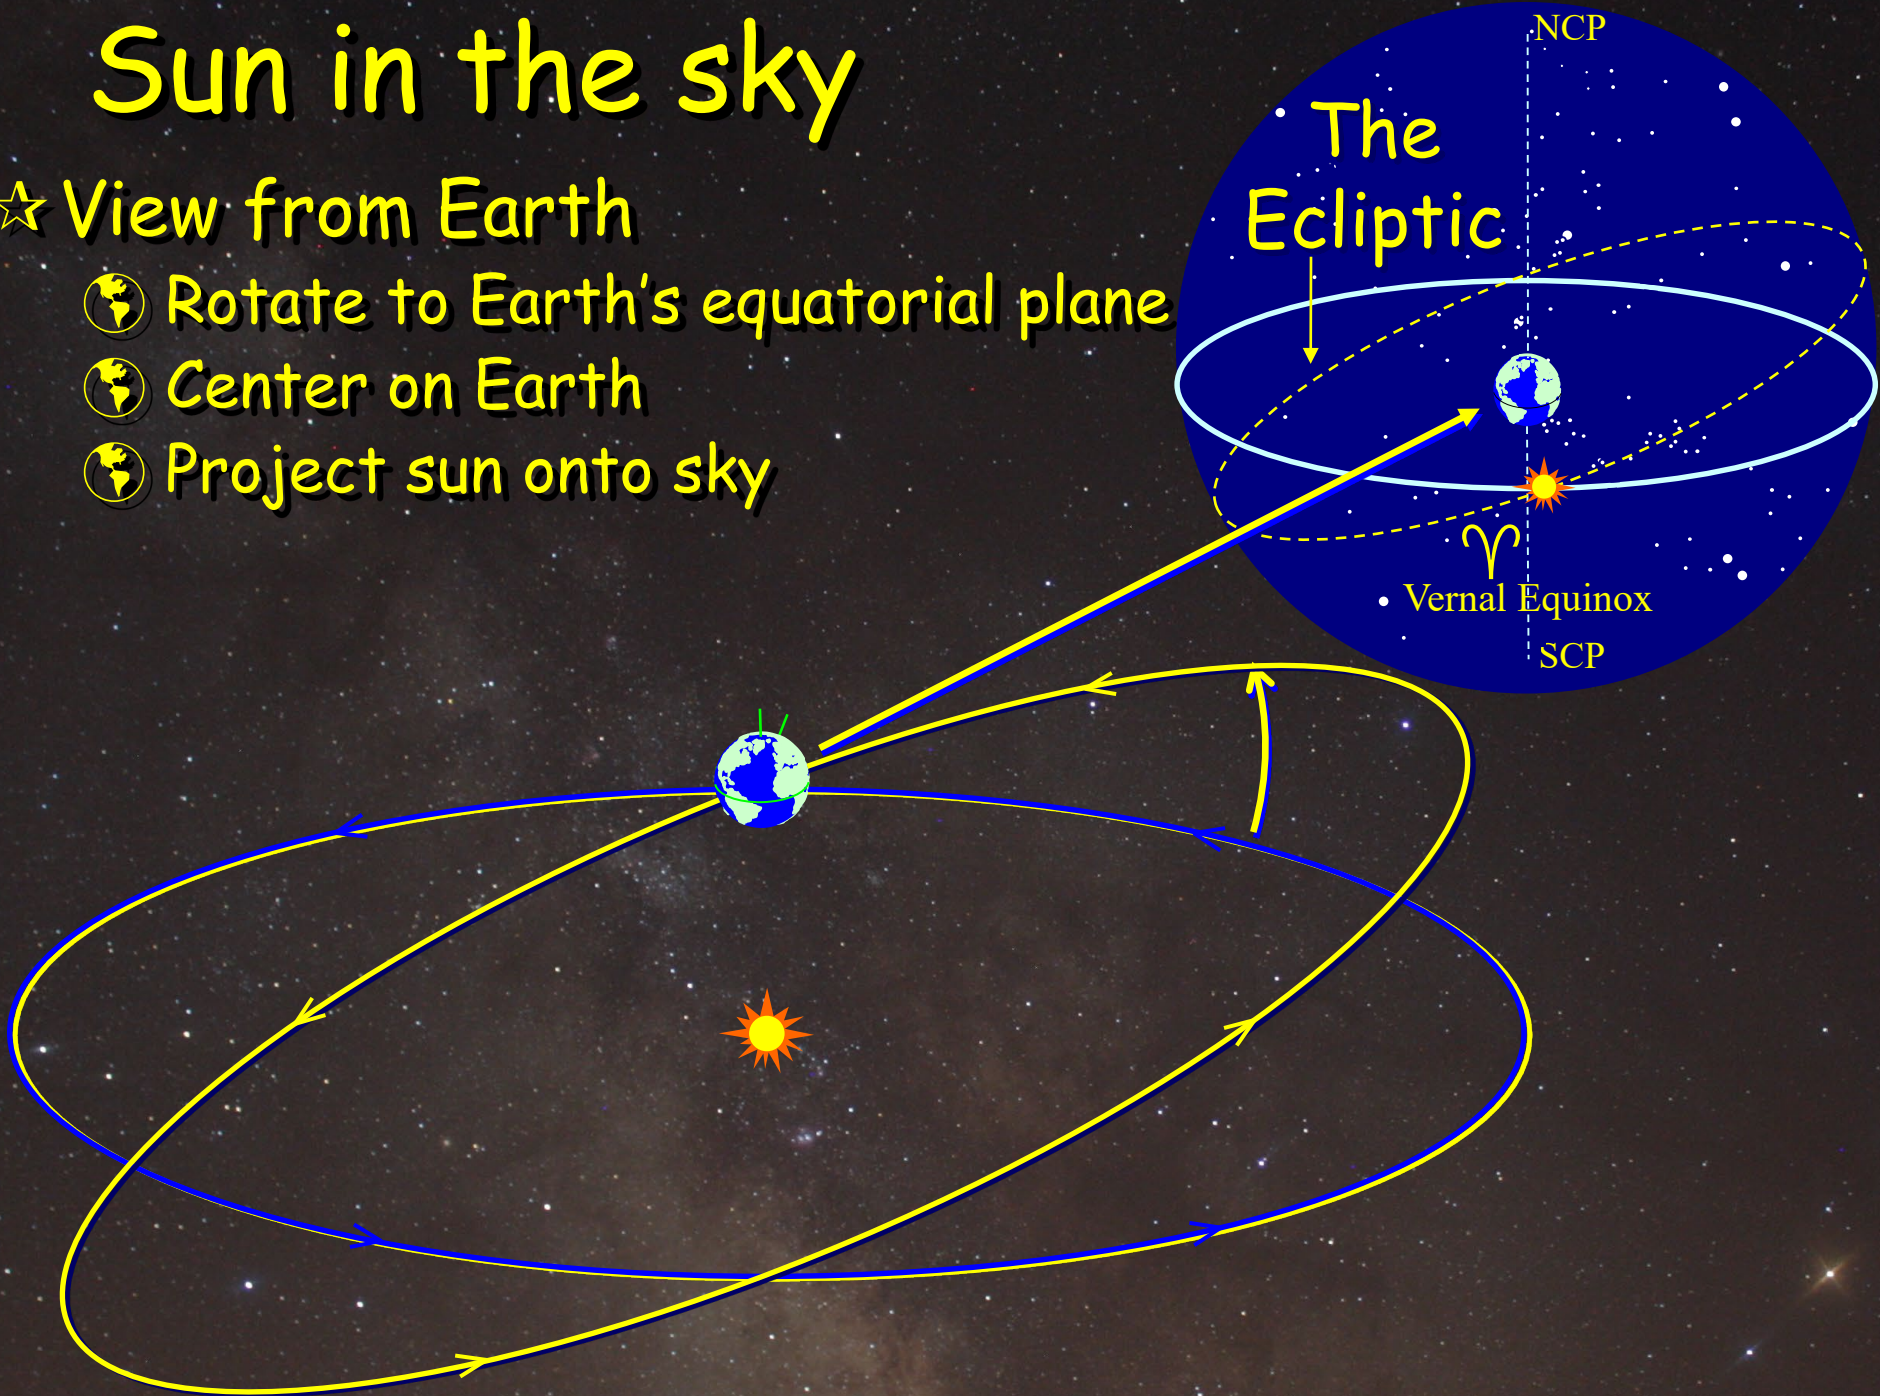 Sun in the sky
View from Earth
Rotate to Earth's equatorial plane
Center on Earth
Project sun onto sky
NCP
The
Ecliptic
♈
Vernal Equinox
SCP